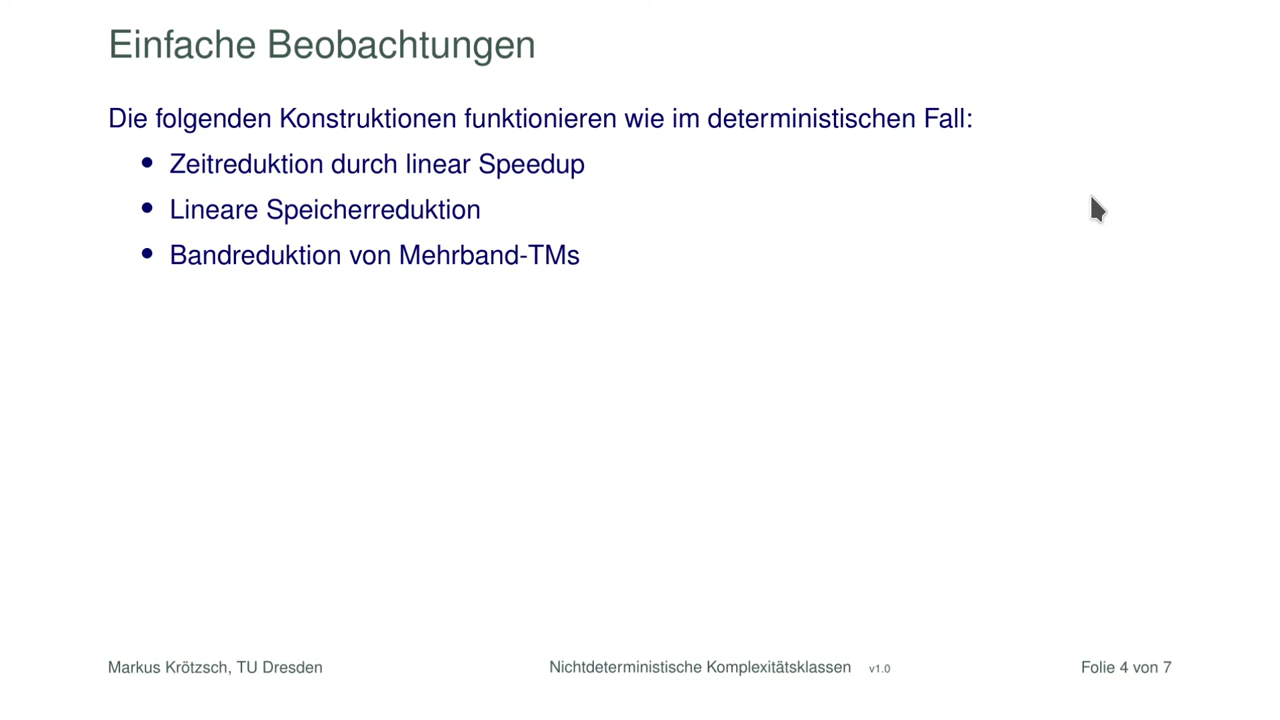 Einfache Beobachtungen
Die folgenden Konstruktionen funktionieren wie im deterministischen Fall:
• Zeitreduktion durch linear Speedup
• Lineare Speicherreduktion
• Bandreduktion von Mehrband-TMs
Markus Krötzsch, TU Dresden Nichtdeterministische Komplexitätsklassen v1.0 Folie 4 von 7